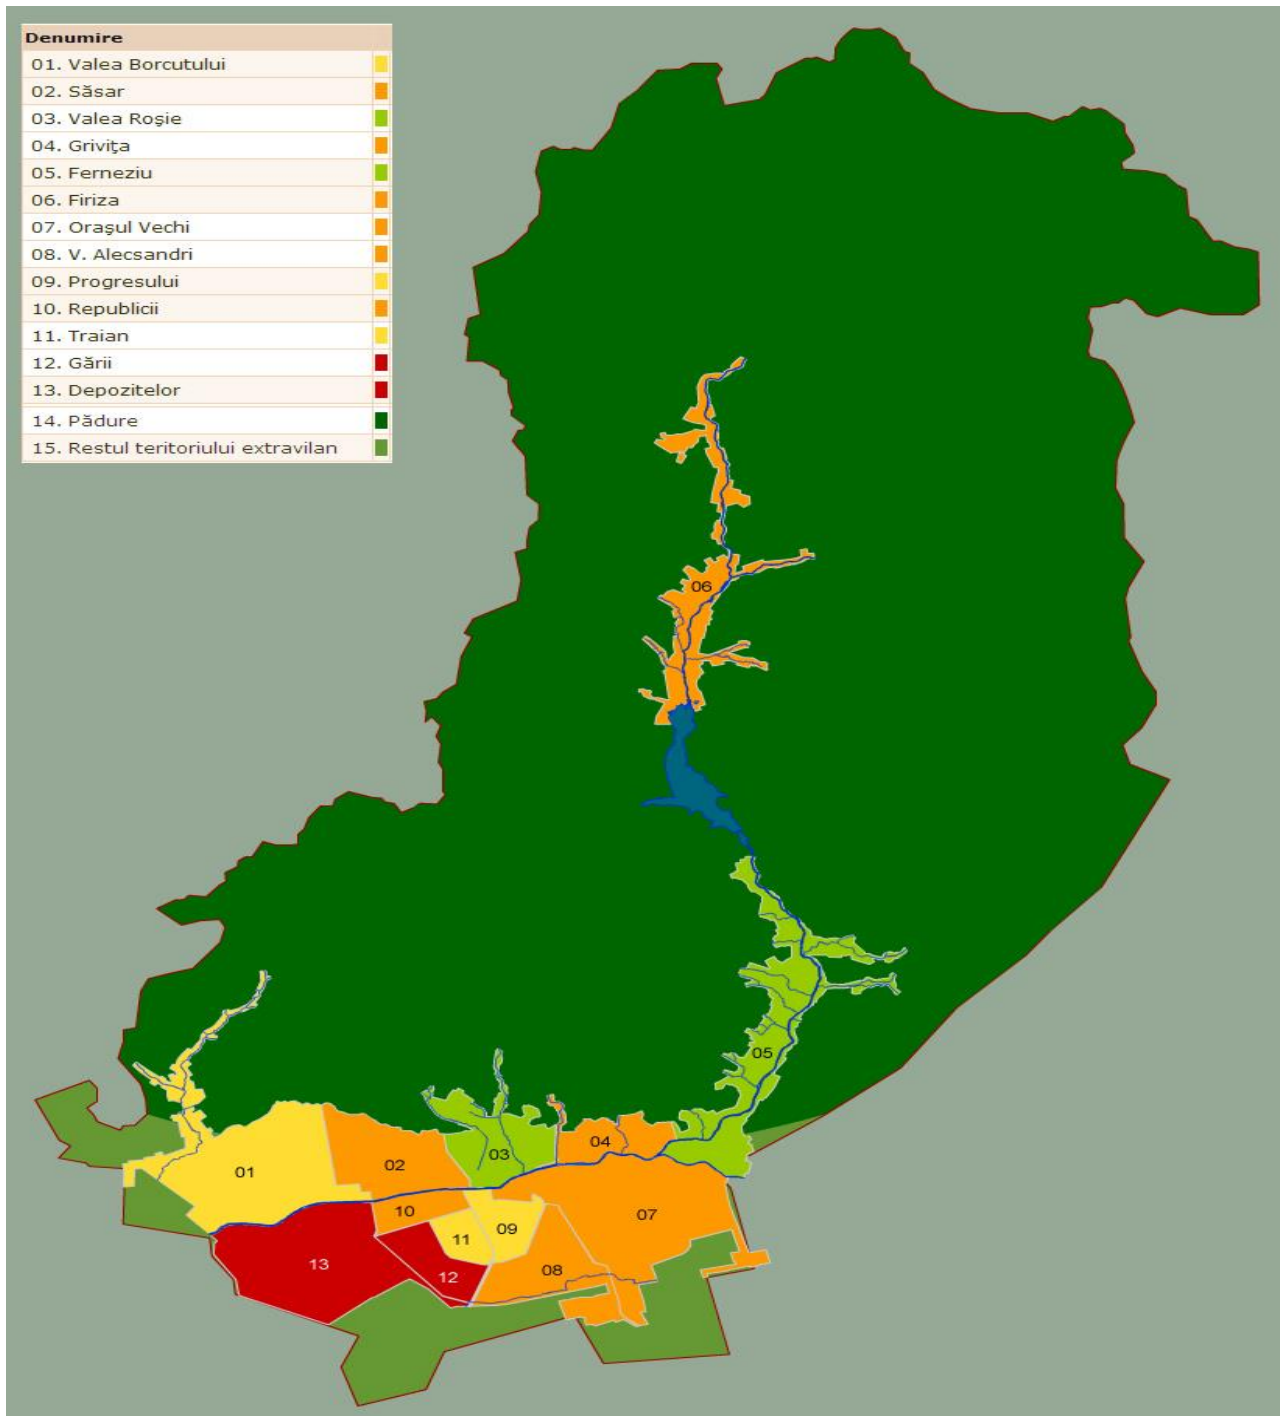 Denumire
01. Valea Borcutului
02. Săsar
03. Valea Roşie
04. Griviţa
05. Ferneziu
06. Firiza
07. Oraşul Vechi
08. V. Alecsandri
09. Progresului
10. Republicii
11. Traian
12. Gării
13. Depozitelor
14. Pădure
15. Restul teritoriului extravilan
06
05
04
03
02
01
10
09
07
11
13
12
08